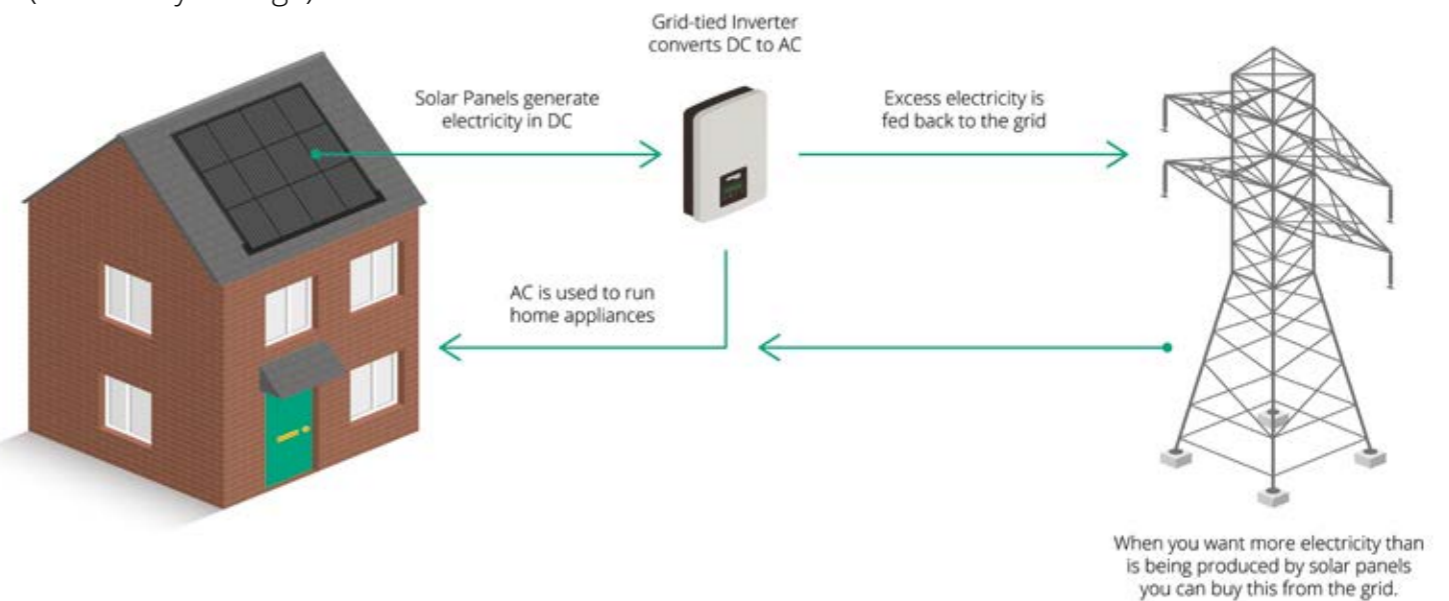 Grid-tied Inverter
converts DC to AC
Solar Panels generate
electricity in DC
Excess electricity is
fed back to the grid
AC is used to run
home appliances
When you want more electricity than
is being produced by solar panels
you can buy this from the grid.